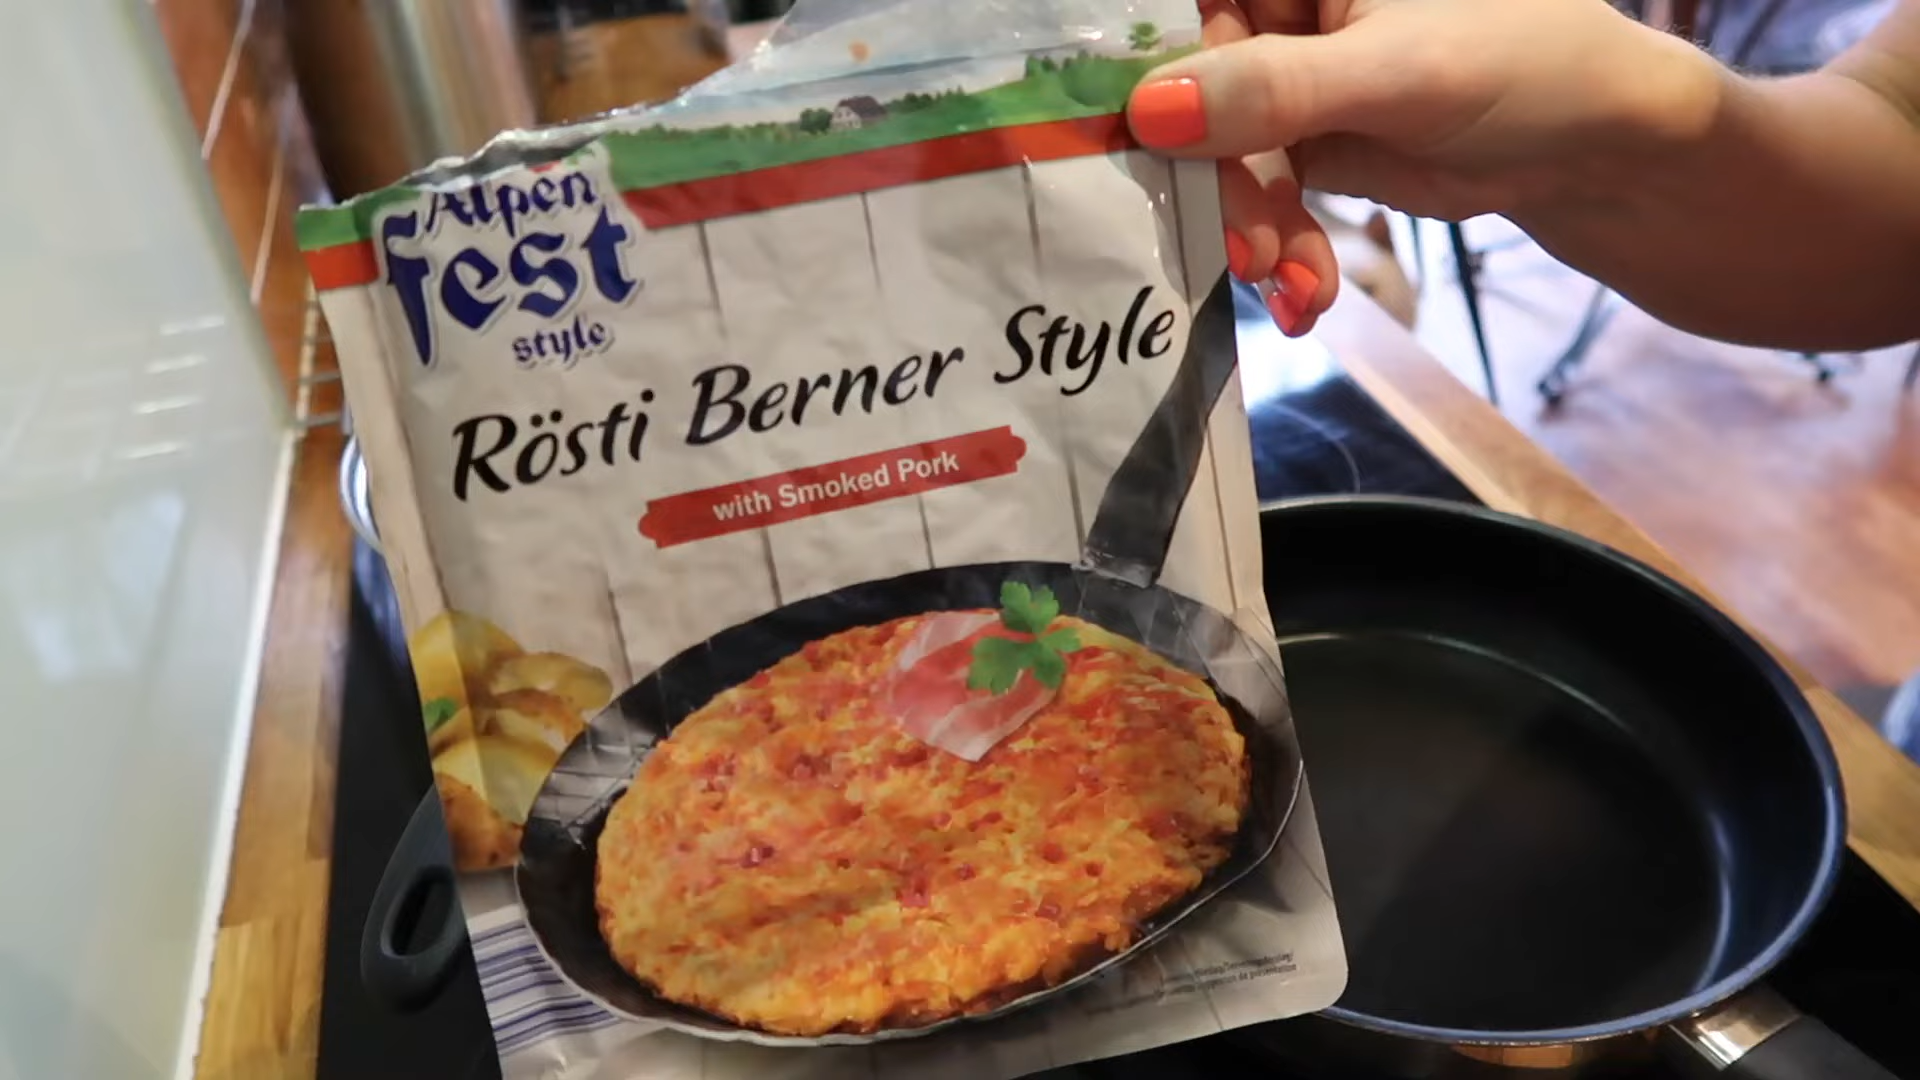 Alpen
fest
style
Rösti Berner Style
with Smoked Pork